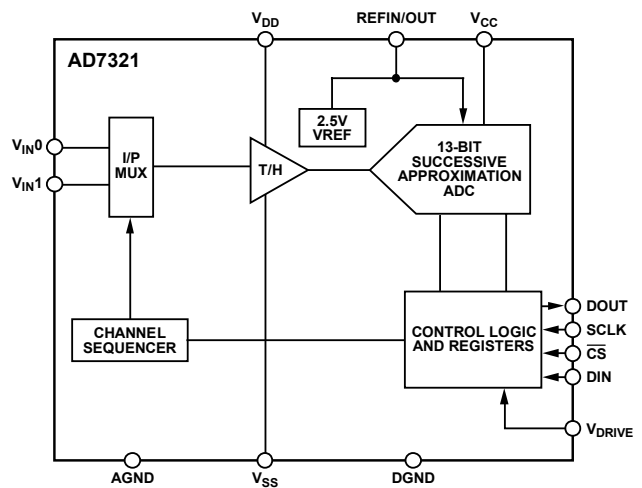 V_DD
REFIN/OUT
V_CC
AD7321
2.5V
VREF
13-BIT
SUCCESSIVE
APPROXIMATION
ADC
V_IN0
V_IN1
I/P
MUX
T/H
CHANNEL
SEQUENCER
CONTROL LOGIC
AND REGISTERS
DOUT
SCLK
C̅S̅
DIN
V_DRIVE
AGND
V_SS
DGND